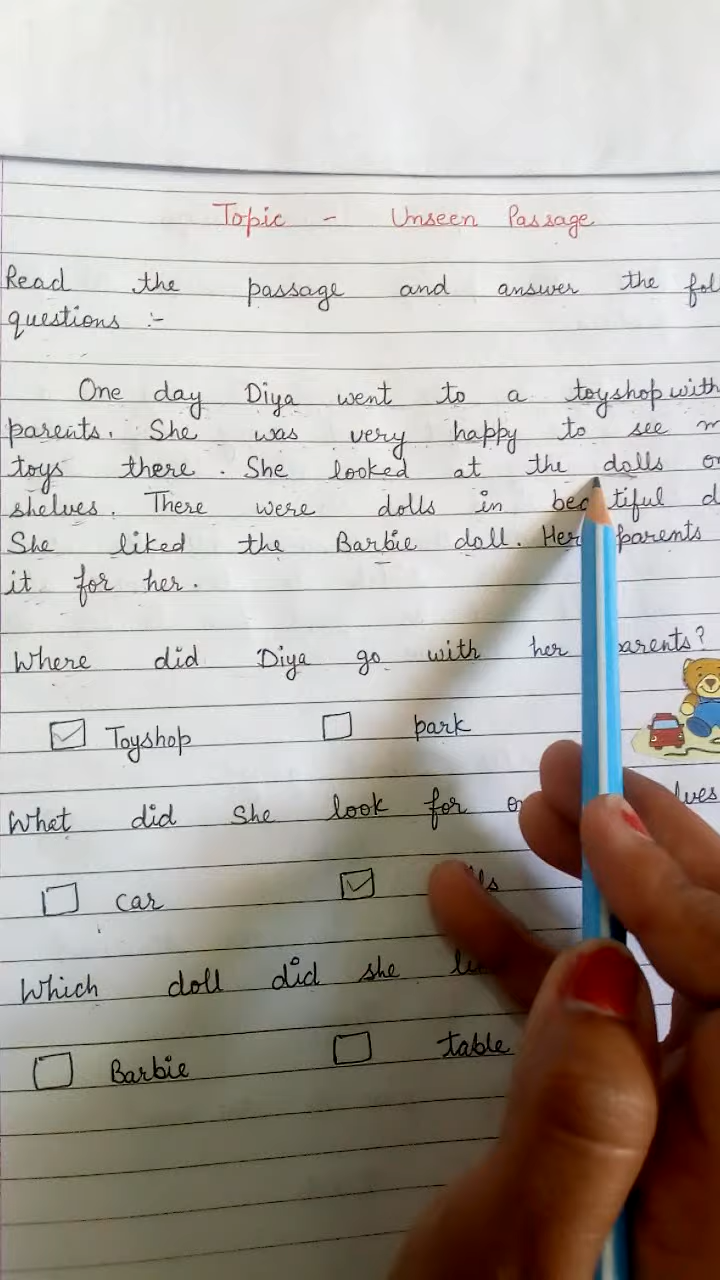 Topic - Unseen Passage
Read the passage and answer the
questions :-
One day Diya went to a toyshop with
parents. She was very happy to see
toys there. She looked at the dolls
shelves. There were dolls in
She liked the Barbie doll. Her parents
it for her.
Where did Diya go with her parents?
Toyshop park
What did she look for
car
Which doll did she
Barbie table